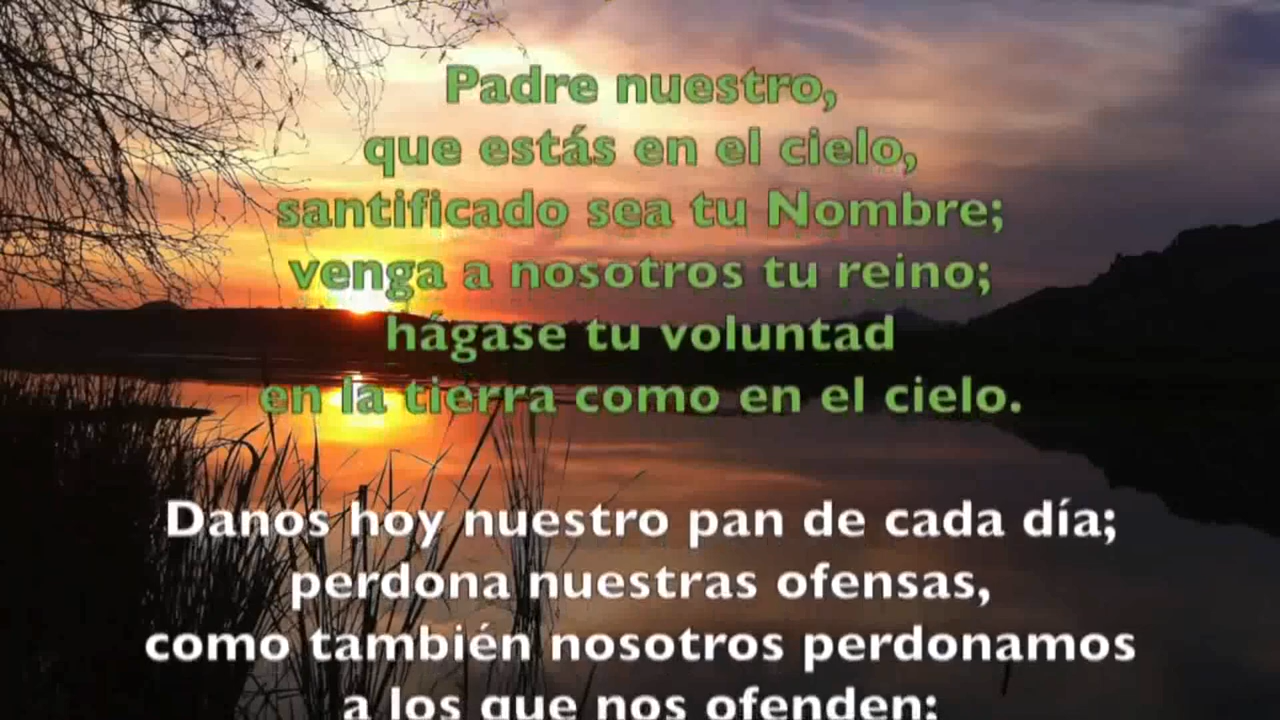 Padre nuestro,
que estás en el cielo,
santificado sea tu Nombre;
venga a nosotros tu reino;
hágase tu voluntad
en la tierra como en el cielo.
Danos hoy nuestro pan de cada día;
perdona nuestras ofensas,
como también nosotros perdonamos
a los que nos ofenden;